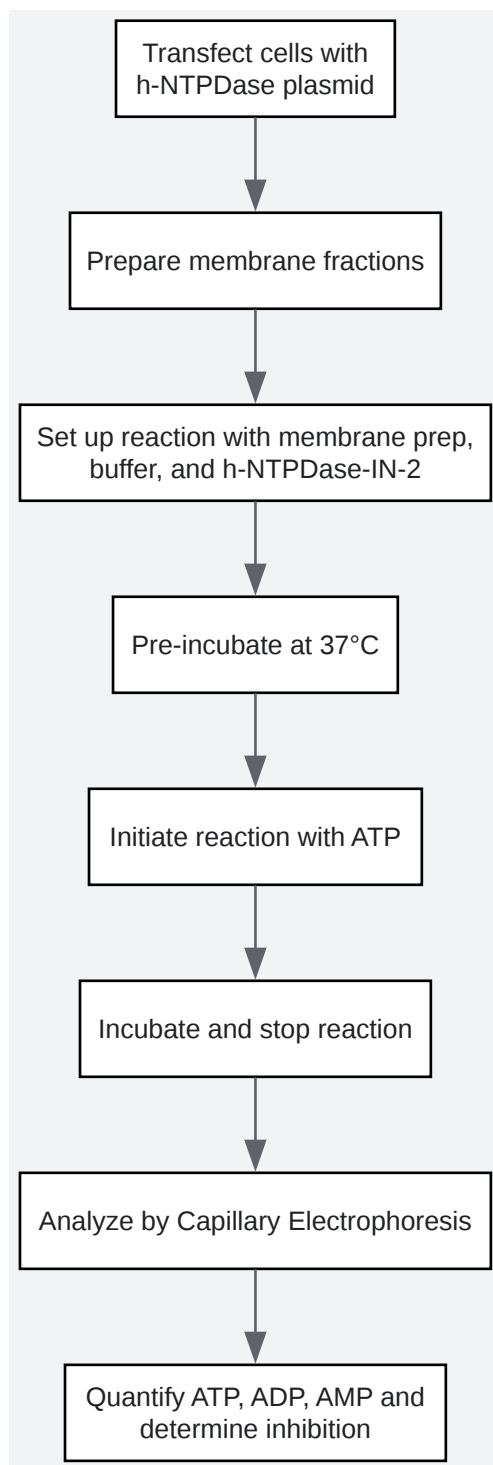 Transfect cells with
h-NTPDase plasmid
Prepare membrane fractions
Set up reaction with membrane prep,
buffer, and h-NTPDase-IN-2
Pre-incubate at 37°C
Initiate reaction with ATP
Incubate and stop reaction
Analyze by Capillary Electrophoresis
Quantify ATP, ADP, AMP and
determine inhibition